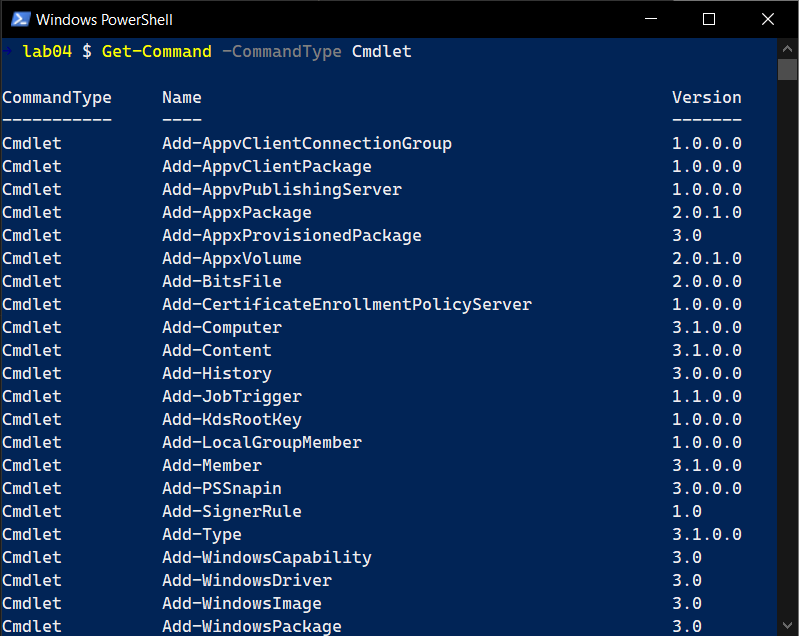 Windows PowerShell
→ lab04 $ Get-Command -CommandType Cmdlet
CommandType Name Version
----------- ---- -------
Cmdlet Add-AppvClientConnectionGroup 1.0.0.0
Cmdlet Add-AppvClientPackage 1.0.0.0
Cmdlet Add-AppvPublishingServer 1.0.0.0
Cmdlet Add-AppxPackage 2.0.1.0
Cmdlet Add-AppxProvisionedPackage 3.0
Cmdlet Add-AppxVolume 2.0.1.0
Cmdlet Add-BitsFile 2.0.0.0
Cmdlet Add-CertificateEnrollmentPolicyServer 1.0.0.0
Cmdlet Add-Computer 3.1.0.0
Cmdlet Add-Content 3.1.0.0
Cmdlet Add-History 3.0.0.0
Cmdlet Add-JobTrigger 1.1.0.0
Cmdlet Add-KdsRootKey 1.0.0.0
Cmdlet Add-LocalGroupMember 1.0.0.0
Cmdlet Add-Member 3.1.0.0
Cmdlet Add-PSSnapin 3.0.0.0
Cmdlet Add-SignerRule 1.0
Cmdlet Add-Type 3.1.0.0
Cmdlet Add-WindowsCapability 3.0
Cmdlet Add-WindowsDriver 3.0
Cmdlet Add-WindowsImage 3.0
Cmdlet Add-WindowsPackage 3.0